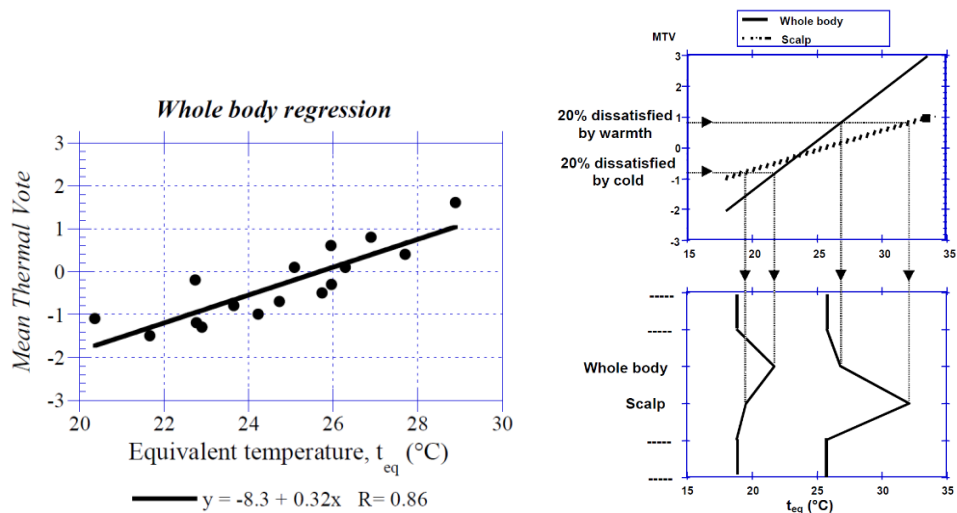 Whole body regression
Mean Thermal Vote
3
2
1
0
-1
-2
-3
20
22
24
26
28
30
Equivalent temperature, t_eq (°C)
y = -8.3 + 0.32x R= 0.86
Whole body
Scalp
MTV
3
2
1
0
-1
-2
-3
20% dissatisfied
by warmth
20% dissatisfied
by cold
15
20
25
30
35
-----
-----
Whole body
Scalp
-----
-----
15
20
25
30
35
t_eq (°C)